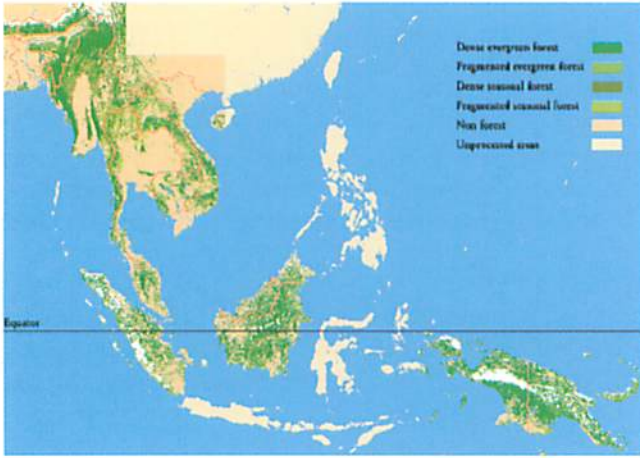 Dense evergreen forest
Fragmented evergreen forest
Dense seasonal forest
Fragmented seasonal forest
Non forest
Unprocessed areas
Equator